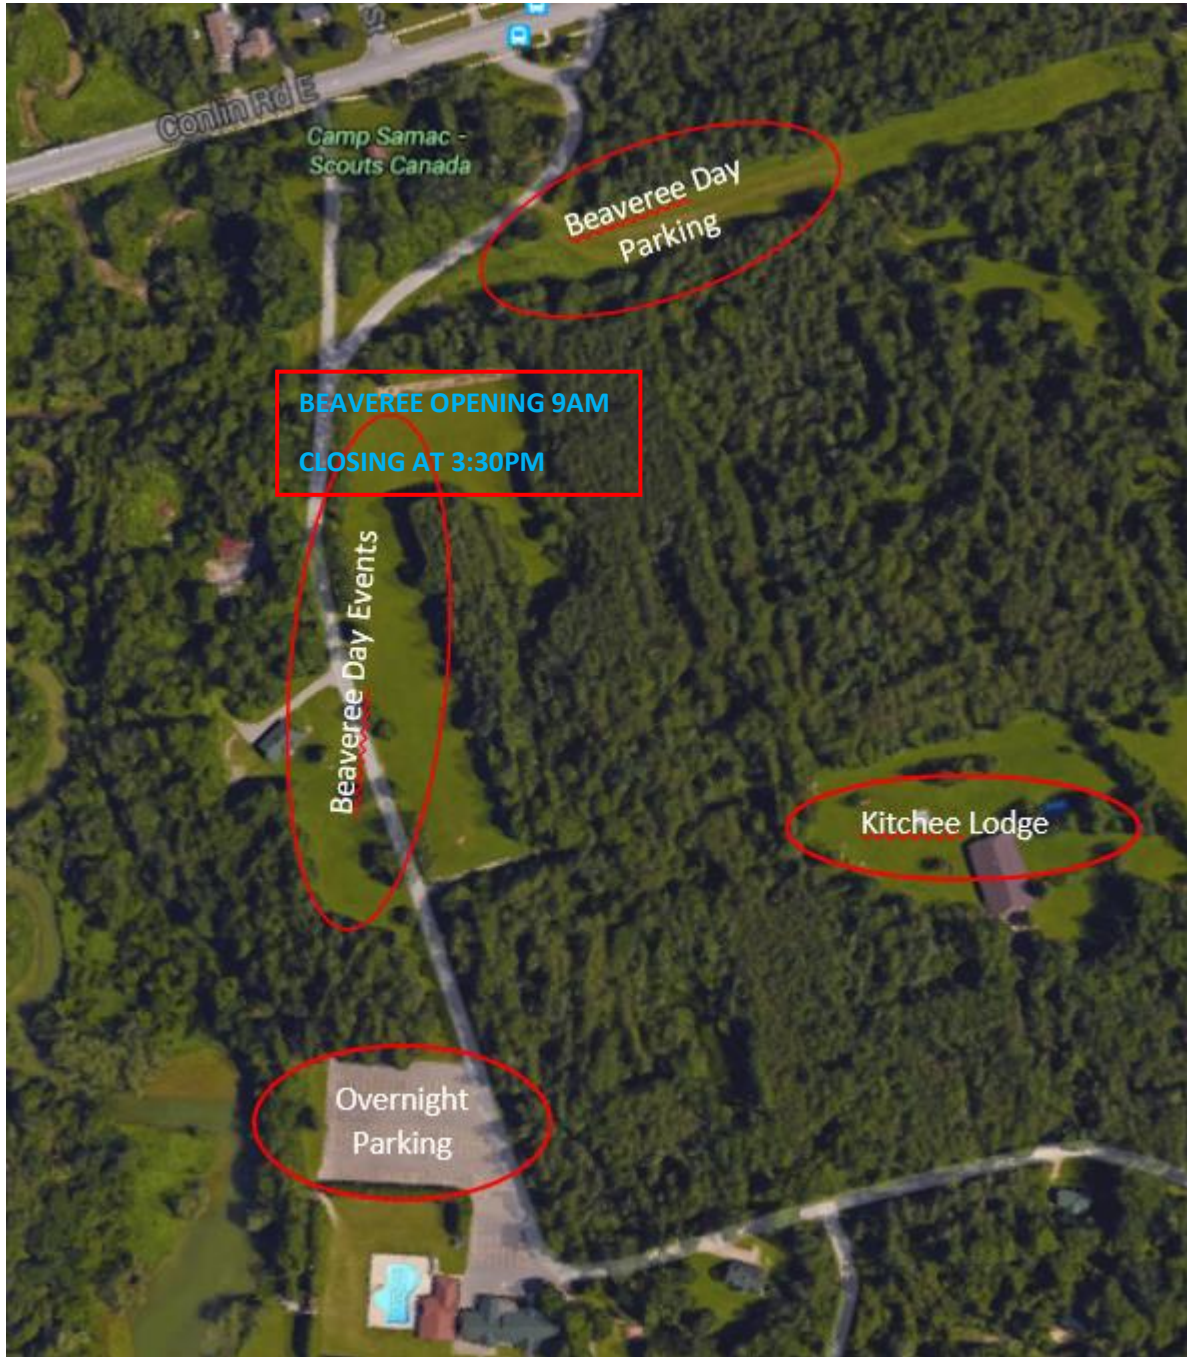 St
Conlin Rd E
Camp Samac -
Scouts Canada
Beaveree Day
Parking
BEAVEREE OPENING 9AM
CLOSING AT 3:30PM
Beaveree Day Events
Kitchee Lodge
Overnight
Parking